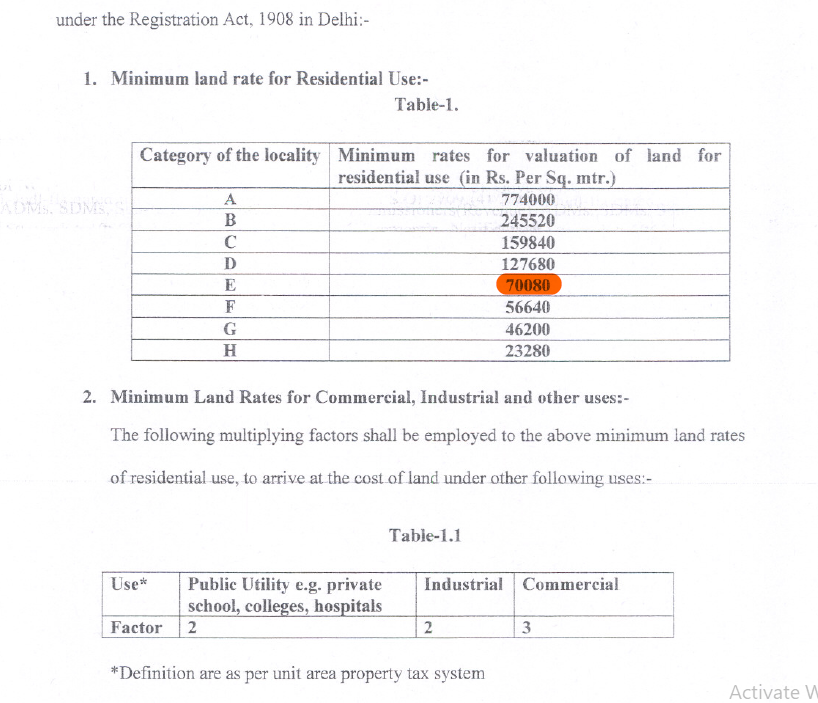 under the Registration Act, 1908 in Delhi:-
1. Minimum land rate for Residential Use:-
Table-1.
Category of the locality Minimum rates for valuation of land for
residential use (in Rs. Per Sq. mtr.)
A 774000
B 245520
C 159840
D 127680
E 70080
F 56640
G 46200
H 23280
ADMs, SDMs, S
2. Minimum Land Rates for Commercial, Industrial and other uses:-
The following multiplying factors shall be employed to the above minimum land rates
of residential use, to arrive at the cost of land under other following uses:-
Table-1.1
Use* Public Utility e.g. private Industrial Commercial
school, colleges, hospitals
Factor 2 2 3
*Definition are as per unit area property tax system
Activate W